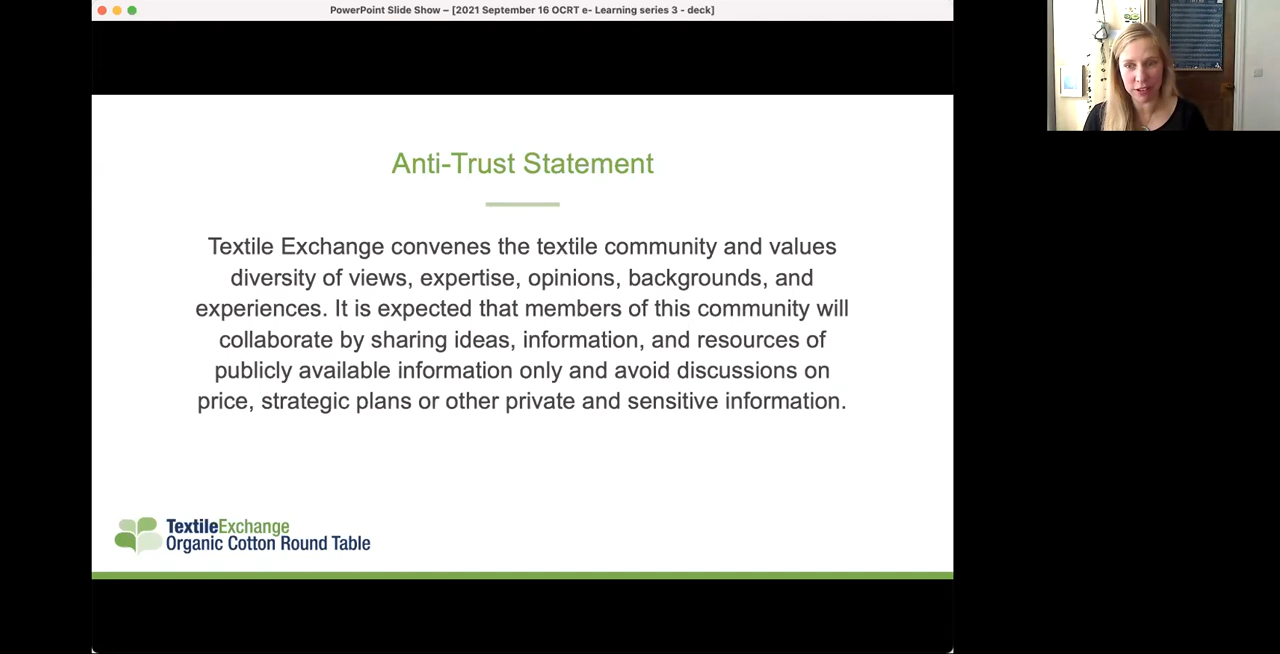 PowerPoint Slide Show – [2021 September 16 OCRT e- Learning series 3 - deck]
Anti-Trust Statement
Textile Exchange convenes the textile community and values
diversity of views, expertise, opinions, backgrounds, and
experiences. It is expected that members of this community will
collaborate by sharing ideas, information, and resources of
publicly available information only and avoid discussions on
price, strategic plans or other private and sensitive information.
TextileExchange
Organic Cotton Round Table